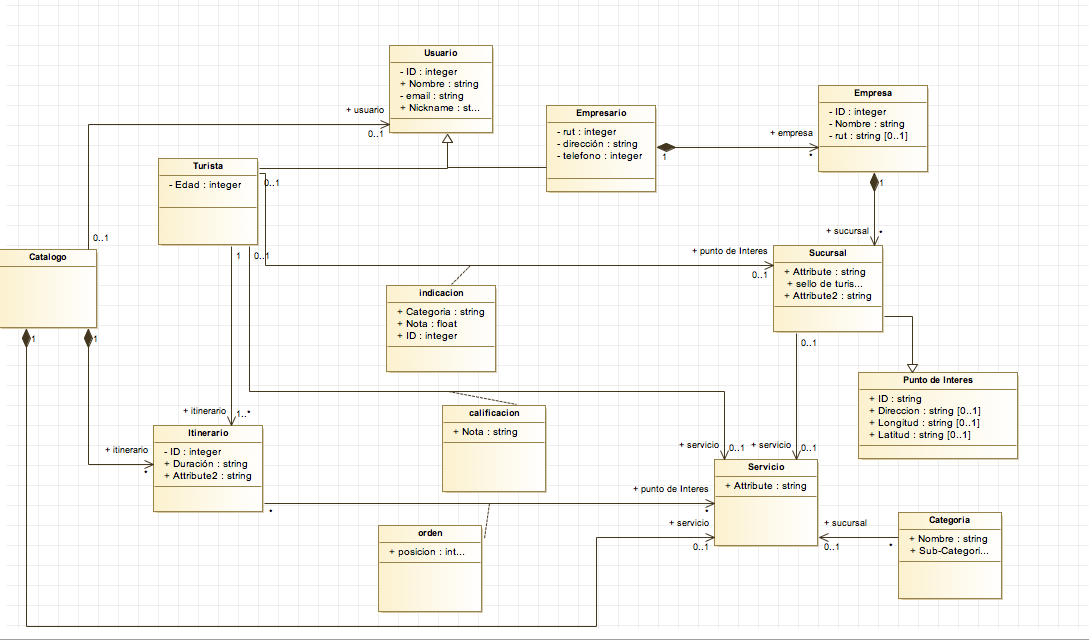 Usuario
- ID : integer
+ Nombre : string
- email : string
+ Nickname : st...
+ usuario
0..1
Empresario
- rut : integer
- dirección : string
- telefono : integer
1
+ empresa
*
Empresa
- ID : integer
- Nombre : string
- rut : string [0..1]
1
+ sucursal
*
Turista
- Edad : integer
0..1
1
0..1
0..1
Catalogo
1
1
+ punto de Interes
0..1
Sucursal
+ Attribute : string
+ sello de turis...
+ Attribute2 : string
0..1
indicacion
+ Categoria : string
+ Nota : float
+ ID : integer
Punto de Interes
+ ID : string
+ Direccion : string [0..1]
+ Longitud : string [0..1]
+ Latitud : string [0..1]
calificacion
+ Nota : string
+ itinerario
1..*
+ itinerario
*
Itinerario
- ID : integer
+ Duración : string
+ Attribute2 : string
*
+ servicio
0..1
+ servicio
0..1
Servicio
+ Attribute : string
+ punto de Interes
*
+ servicio
0..1
+ sucursal
0..1
*
Categoria
+ Nombre : string
+ Sub-Categori...
orden
+ posicion : int...